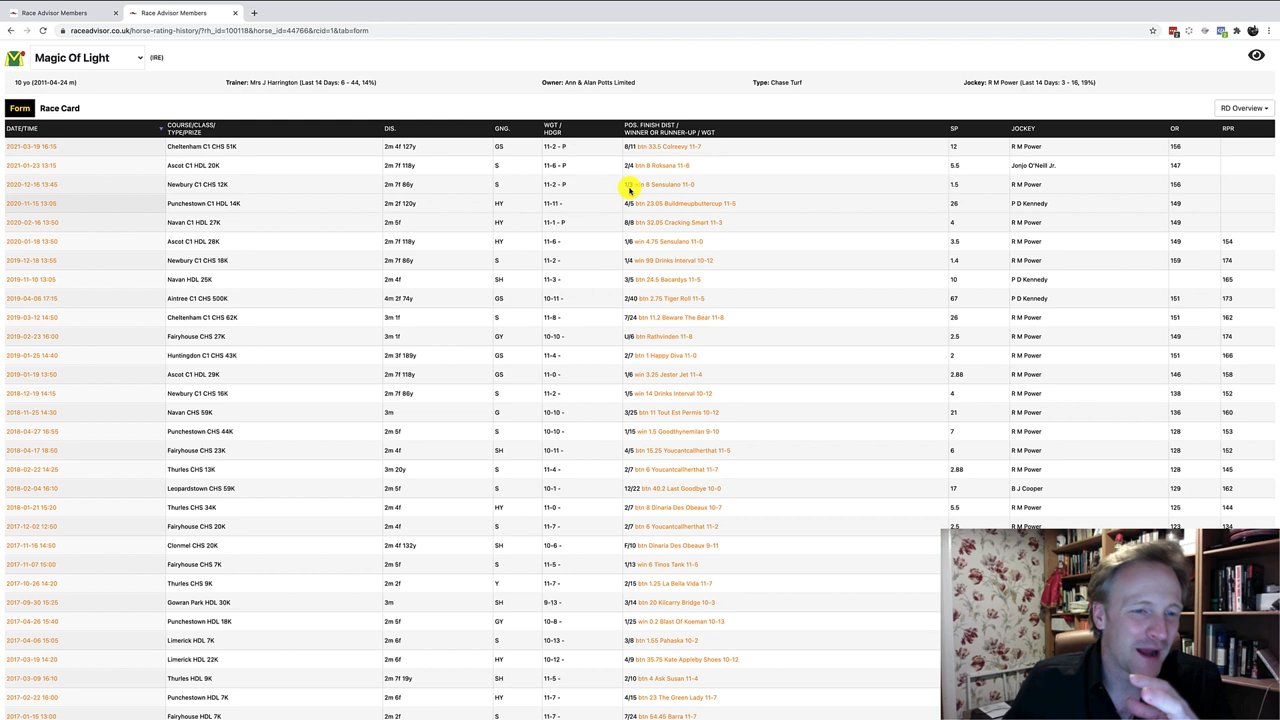 Race Advisor Members
Race Advisor Members
raceadvisor.co.uk/horse-rating-history/?rh_id=100118&horse_id=44766&rcid=1&tab=form
Magic Of Light (IRE)
10 yo (2011-04-24 m) Trainer: Mrs J Harrington (Last 14 Days: 6 - 44, 14%) Owner: Ann & Alan Potts Limited Type: Chase Turf Jockey: R M Power (Last 14 Days: 3 - 16, 19%)
Form Race Card RD Overview
DATE/TIME COURSE/CLASS/ TYPE/PRIZE DIS. GNG. WGT / HDGR POS. FINISH DIST / WINNER OR RUNNER-UP / WGT SP JOCKEY OR RPR
2021-03-19 16:15 Cheltenham C1 CHS 51K 2m 4f 127y GS 11-2 - P 8/11 btn 33.5 Colreevy 11-7 12 R M Power 156
2021-01-23 13:15 Ascot C1 HDL 20K 2m 7f 118y S 11-6 - P 2/4 btn 8 Roksana 11-6 5.5 Jonjo O'Neill Jr. 147
2020-12-16 13:45 Newbury C1 CHS 12K 2m 7f 86y S 11-2 - P 1/3 win 8 Sensulano 11-0 1.5 R M Power 156
2020-11-15 13:05 Punchestown C1 HDL 14K 2m 2f 120y HY 11-11 - 4/5 btn 23.05 Buildmeupbuttercup 11-5 26 P D Kennedy 149
2020-02-16 13:50 Navan C1 HDL 27K 2m 5f HY 11-1 - P 8/8 btn 32.05 Cracking Smart 11-3 4 R M Power 149
2020-01-18 13:50 Ascot C1 HDL 28K 2m 7f 118y HY 11-6 - 1/6 win 4.75 Sensulano 11-0 3.5 R M Power 149 154
2019-12-18 13:55 Newbury C1 CHS 18K 2m 7f 86y S 11-2 - 1/4 win 99 Drinks Interval 10-12 1.4 R M Power 159 174
2019-11-10 13:05 Navan HDL 25K 2m 4f SH 11-3 - 3/5 btn 24.5 Bacardys 11-5 10 P D Kennedy 165
2019-04-06 17:15 Aintree C1 CHS 500K 4m 2f 74y GS 10-11 - 2/40 btn 2.75 Tiger Roll 11-5 67 P D Kennedy 151 173
2019-03-12 14:50 Cheltenham C1 CHS 62K 3m 1f S 11-8 - 7/24 btn 11.2 Beware The Bear 11-8 26 R M Power 151 162
2019-02-23 16:00 Fairyhouse CHS 27K 3m 1f GY 10-10 - U/6 btn Rathvinden 11-8 2.5 R M Power 149 174
2019-01-25 14:40 Huntingdon C1 CHS 43K 2m 3f 189y GS 11-4 - 2/7 btn 1 Happy Diva 11-0 2 R M Power 151 166
2019-01-19 13:50 Ascot C1 HDL 29K 2m 7f 118y GS 11-0 - 1/6 win 3.25 Jester Jet 11-4 2.88 R M Power 146 158
2018-12-19 14:15 Newbury C1 CHS 16K 2m 7f 86y S 11-2 - 1/5 win 14 Drinks Interval 10-12 4 R M Power 138 152
2018-11-25 14:30 Navan CHS 59K 3m G 10-10 - 3/25 btn 11 Tout Est Permis 10-12 21 R M Power 136 160
2018-04-27 16:55 Punchestown CHS 44K 2m 5f S 10-10 - 1/15 win 1.5 Goodthynemilan 9-10 7 R M Power 128 153
2018-04-17 18:50 Fairyhouse CHS 23K 2m 4f SH 10-11 - 4/5 btn 15.25 Youcantcallherthat 11-5 6 R M Power 128 152
2018-02-22 14:25 Thurles CHS 13K 3m 20y S 11-4 - 2/7 btn 6 Youcantcallherthat 11-7 2.88 R M Power 128 145
2018-02-04 16:10 Leopardstown CHS 59K 2m 5f S 10-1 - 12/22 btn 40.2 Last Goodbye 10-0 17 B J Cooper 129 162
2018-01-21 15:20 Thurles CHS 34K 2m 4f HY 11-0 - 2/7 btn 8 Dinaria Des Obeaux 10-7 5.5 R M Power 125 144
2017-12-02 12:50 Fairyhouse CHS 20K 2m 4f S 11-7 - 2/7 btn 6 Youcantcallherthat 11-2 2.5 R M Power 123 134
2017-11-16 14:50 Clonmel CHS 20K 2m 4f 132y SH 10-6 - F/10 btn Dinaria Des Obeaux 9-11
2017-11-07 15:00 Fairyhouse CHS 7K 2m 5f S 11-5 - 1/13 win 6 Tinos Tank 11-5
2017-10-26 14:20 Thurles CHS 9K 2m 2f Y 11-7 - 2/15 btn 1.25 La Bella Vida 11-7
2017-09-30 15:25 Gowran Park HDL 30K 3m SH 9-13 - 3/14 btn 20 Kilcarry Bridge 10-3
2017-04-26 15:40 Punchestown HDL 18K 2m 5f GY 10-8 - 1/25 win 0.2 Blast Of Koeman 10-13
2017-04-06 15:05 Limerick HDL 7K 2m 6f S 10-13 - 3/8 btn 1.55 Pahaska 10-2
2017-03-19 14:20 Limerick HDL 22K 2m 6f HY 10-12 - 4/9 btn 35.75 Kate Appleby Shoes 10-12
2017-03-09 16:10 Thurles HDL 9K 2m 7f 19y SH 11-5 - 2/10 btn 4 Ask Susan 11-4
2017-02-22 16:00 Punchestown HDL 7K 2m 6f HY 11-7 - 4/15 btn 23 The Green Lady 11-7
2017-01-15 13:00 Fairyhouse HDL 7K 2m 2f S 11-7 - 7/24 btn 54.45 Barra 11-7